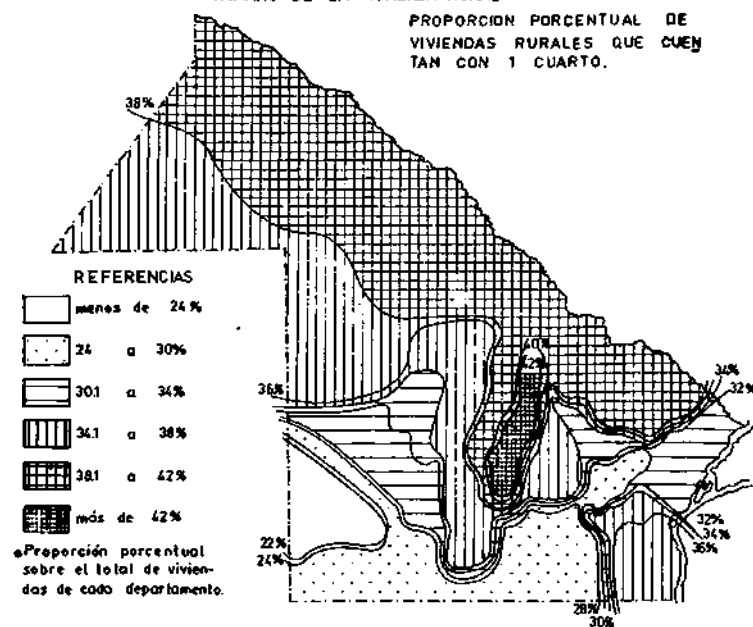 PROPORCION PORCENTUAL DE
VIVIENDAS RURALES QUE CUEN
TAN CON 1 CUARTO.
38%
REFERENCIAS
menos de 24%
24 a 30%
30.1 a 34%
34.1 a 38%
38.1 a 42%
más de 42%
*Proporción porcentual
sobre el total de vivien-
das de cada departamento.
40%
42%
34%
32%
36%
22%
24%
32%
34%
36%
28%
30%